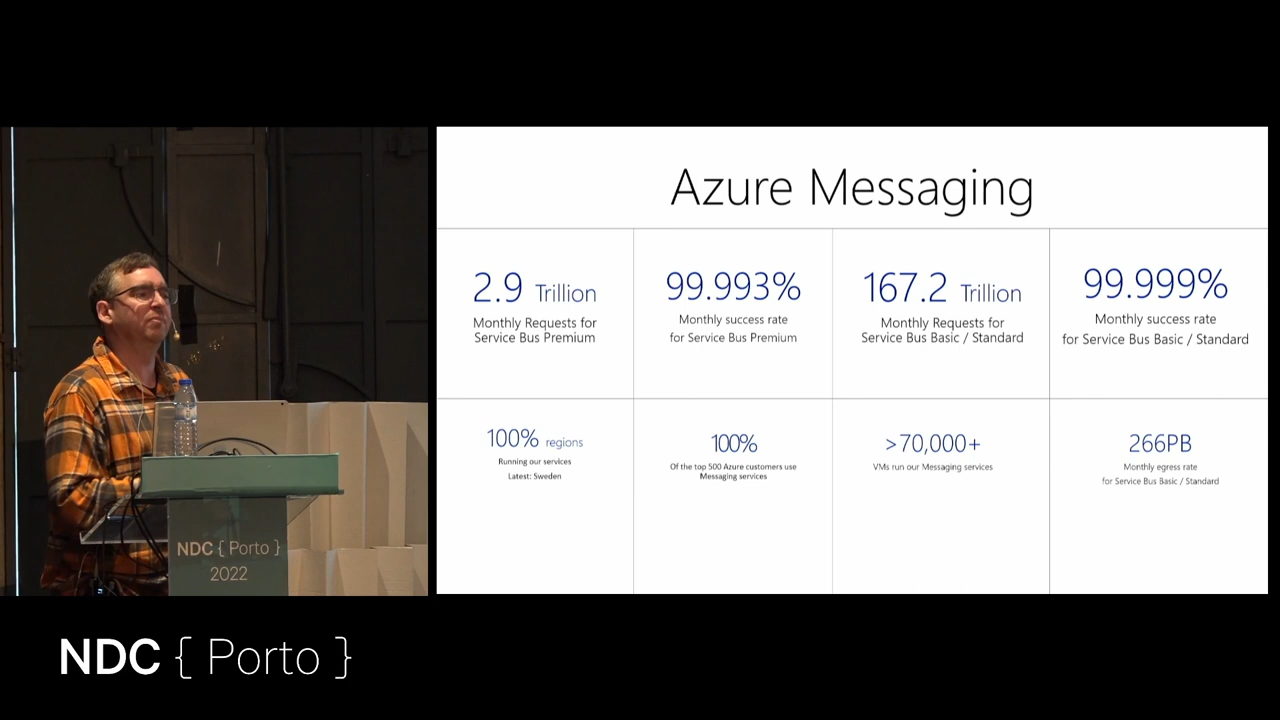 Azure Messaging
2.9 Trillion
Monthly Requests for
Service Bus Premium
99.993%
Monthly success rate
for Service Bus Premium
167.2 Trillion
Monthly Requests for
Service Bus Basic / Standard
99.999%
Monthly success rate
for Service Bus Basic / Standard
100% regions
Running our services
Latest: Sweden
100%
Of the top 500 Azure customers use
Messaging services
>70,000+
VMs run our Messaging services
266PB
Monthly egress rate
for Service Bus Basic / Standard
NDC { Porto }
2022
NDC { Porto }